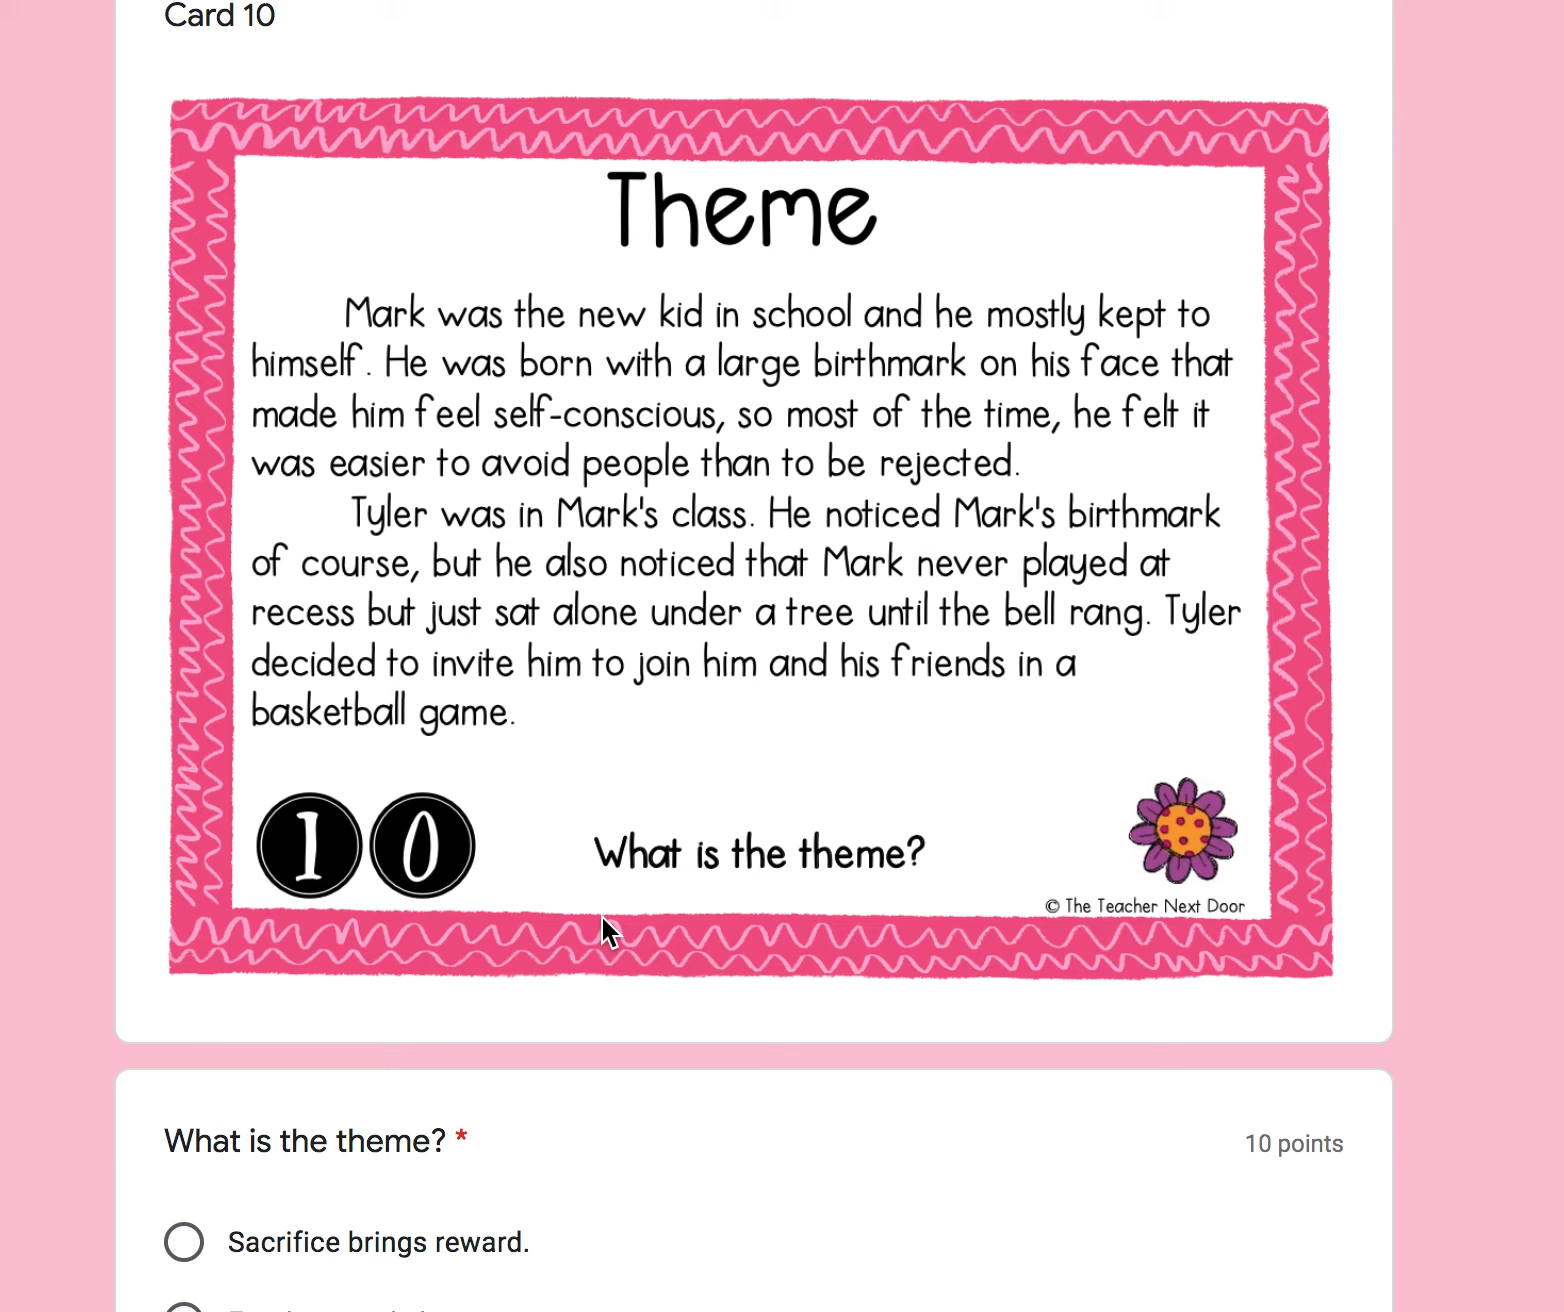 Card 10
Theme
Mark was the new kid in school and he mostly kept to
himself. He was born with a large birthmark on his face that
made him feel self-conscious, so most of the time, he felt it
was easier to avoid people than to be rejected.
Tyler was in Mark's class. He noticed Mark's birthmark
of course, but he also noticed that Mark never played at
recess but just sat alone under a tree until the bell rang. Tyler
decided to invite him to join him and his friends in a
basketball game.
10
What is the theme?
© The Teacher Next Door
What is the theme? *
10 points
Sacrifice brings reward.